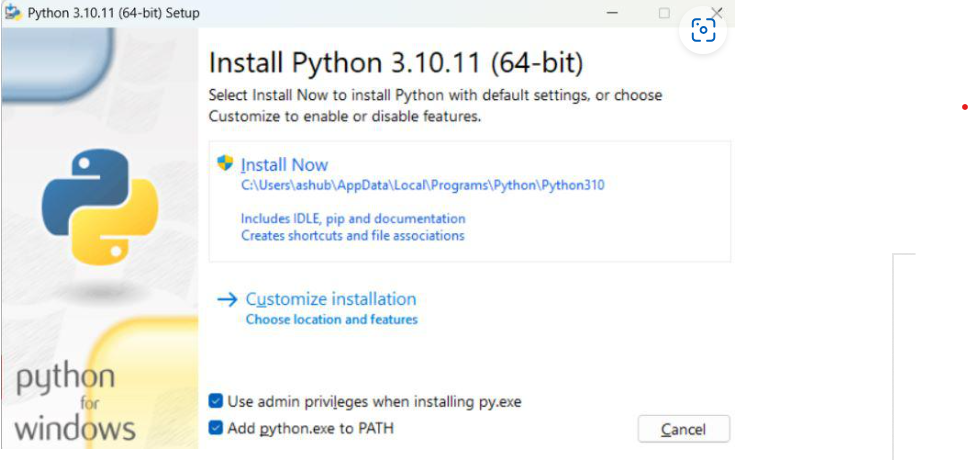 Python 3.10.11 (64-bit) Setup
Install Python 3.10.11 (64-bit)
Select Install Now to install Python with default settings, or choose
Customize to enable or disable features.
Install Now
C:\Users\ashub\AppData\Local\Programs\Python\Python310
Includes IDLE, pip and documentation
Creates shortcuts and file associations
Customize installation
Choose location and features
python
for
windows
Use admin privileges when installing py.exe
Add python.exe to PATH
Cancel